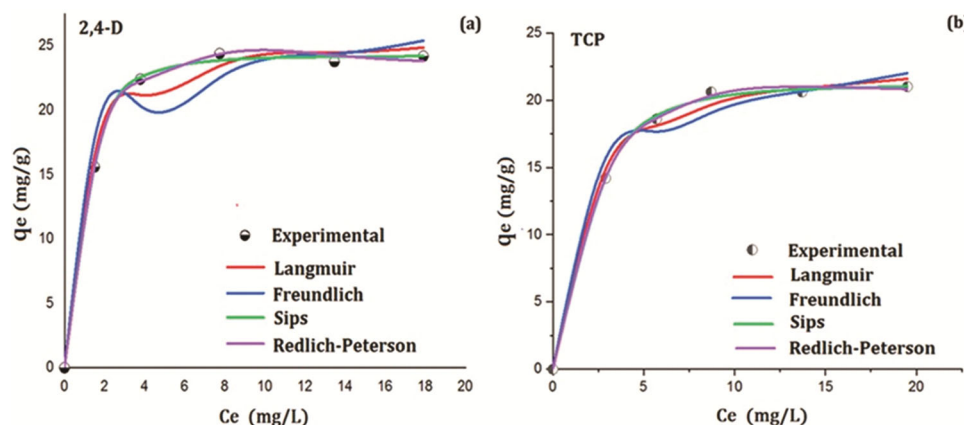 2,4-D
(a)
25
20
15
10
5
0
qe (mg/g)
Experimental
Langmuir
Freundlich
Sips
Redlich-Peterson
0 2 4 6 8 10 12 14 16 18 20
Ce (mg/L)
TCP
(b
25
20
15
10
5
0
qe (mg/g)
Experimental
Langmuir
Freundlich
Sips
Redlich-Peterson
0 5 10 15 20
Ce (mg/L)